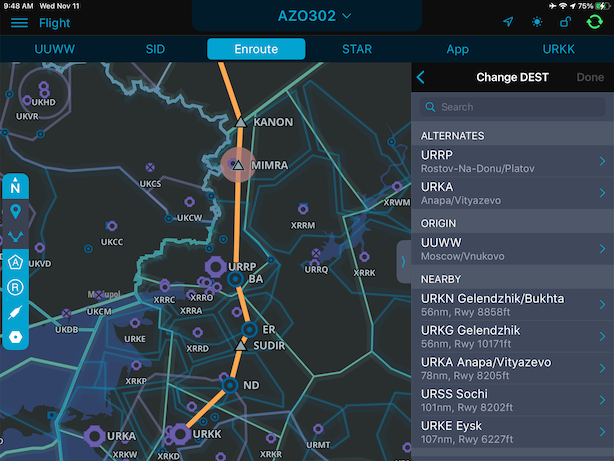 9:48 AM Wed Nov 11
75%
Flight
AZO302
UUWW SID Enroute STAR App URKK
Change DEST
Done
Search
ALTERNATES
URRP
Rostov-Na-Donu/Platov
URKA
Anapa/Vityazevo
ORIGIN
UUWW
Moscow/Vnukovo
NEARBY
URKN Gelendzhik/Bukhta
56nm, Rwy 8858ft
URKG Gelendzhik
56nm, Rwy 10171ft
URKA Anapa/Vityazevo
78nm, Rwy 8205ft
URSS Sochi
101nm, Rwy 8202ft
URKE Eysk
107nm, Rwy 6227ft
KANON
UKHD
UKVR
MIMRA
N
UKCS
UKCW
XRWM
XRRM
UKCC
UKVD
A
URRP
XRRQ
XRRK
BA
R
XRRC
XRRO
UKCM
XRRA
UKDB
ER
URKE
SUDIR
XRRD
XRKP
ND
URKA
URKK
URMT
XRKW
XRKD
XRKR